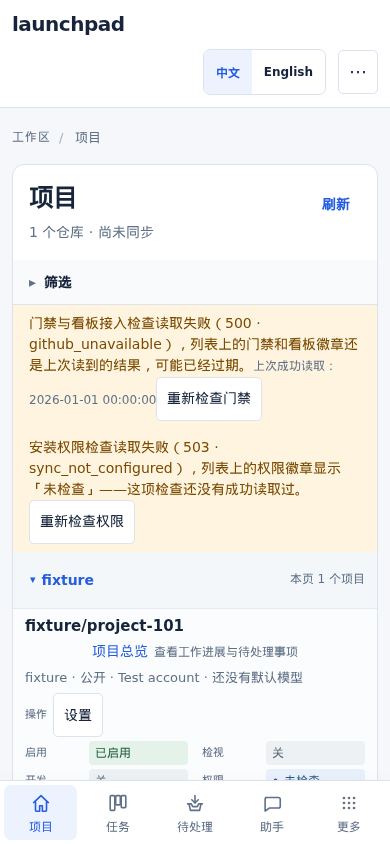 launchpad
中文 English ···
工作区 / 项目
项目
刷新
1 个仓库 · 尚未同步
▸ 筛选
门禁与看板接入检查读取失败（500 ·
github_unavailable），列表上的门禁和看板徽章还
是上次读到的结果，可能已经过期。上次成功读取：
2026-01-01 00:00:00 重新检查门禁
安装权限检查读取失败（503 ·
sync_not_configured），列表上的权限徽章显示
「未检查」——这项检查还没有成功读取过。
重新检查权限
▾ fixture 本页 1 个项目
fixture/project-101
项目总览 查看工作进展与待处理事项
fixture · 公开 · Test account · 还没有默认模型
操作 设置
启用 已启用 检视 关
开发 关 权限 未检查
项目 任务 待处理 助手 更多